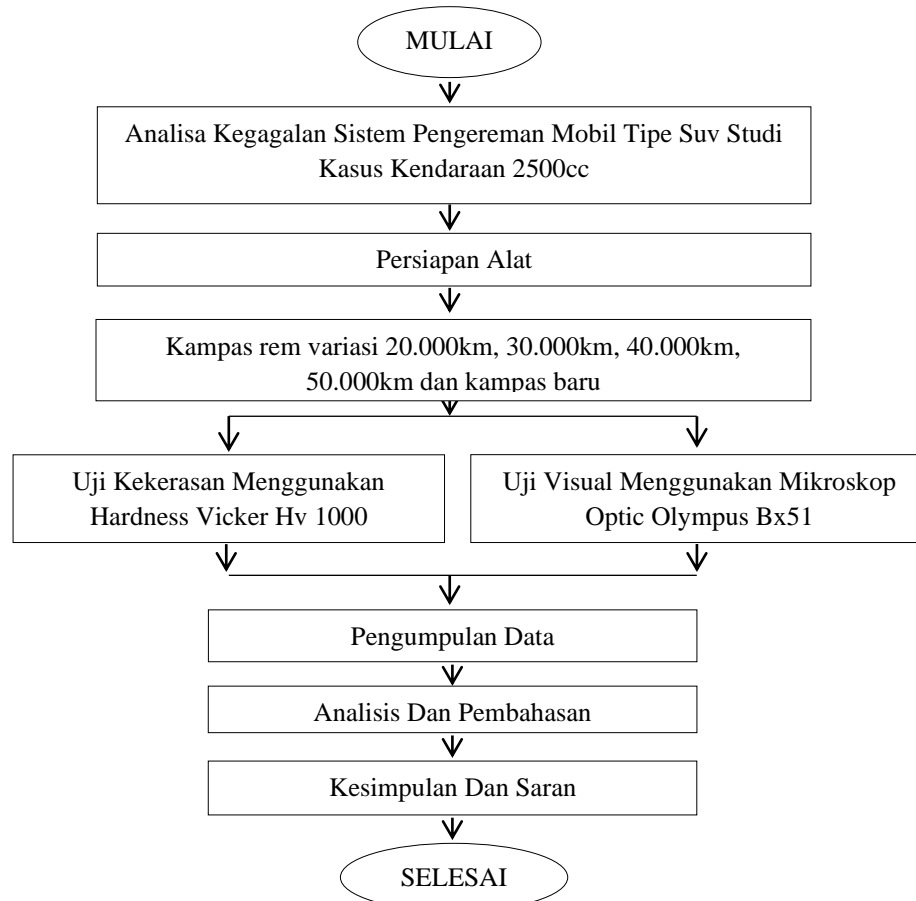 MULAI
Analisa Kegagalan Sistem Pengereman Mobil Tipe Suv Studi
Kasus Kendaraan 2500cc
Persiapan Alat
Kampas rem variasi 20.000km, 30.000km, 40.000km,
50.000km dan kampas baru
Uji Kekerasan Menggunakan
Hardness Vicker Hv 1000
Uji Visual Menggunakan Mikroskop
Optic Olympus Bx51
Pengumpulan Data
Analisis Dan Pembahasan
Kesimpulan Dan Saran
SELESAI